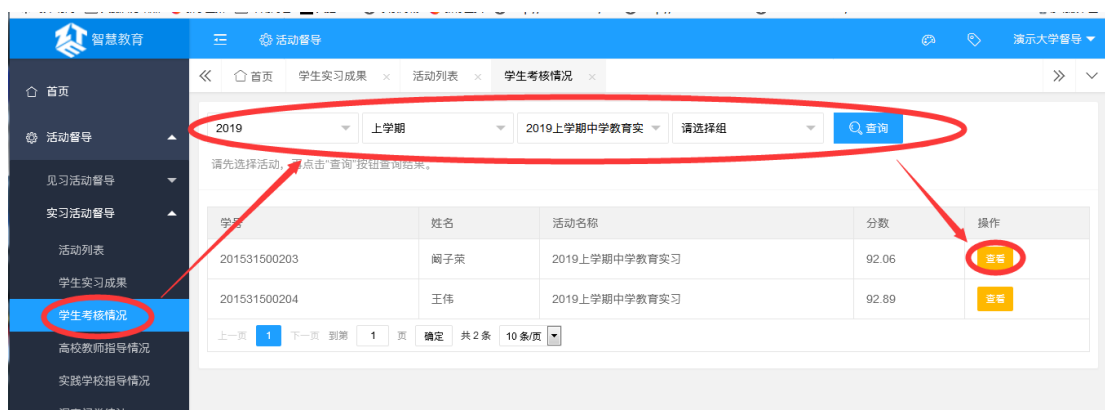 智慧教育
活动督导
演示大学督导
首页
学生实习成果 ×
活动列表 ×
学生考核情况 ×
首页
活动督导
见习活动督导
实习活动督导
活动列表
学生实习成果
学生考核情况
高校教师指导情况
实践学校指导情况
2019
上学期
2019上学期中学教育实
请选择组
查询
请先选择活动，再点击"查询"按钮查询结果。
学号 姓名 活动名称 分数 操作
201531500203 阚子荣 2019上学期中学教育实习 92.06 查看
201531500204 王伟 2019上学期中学教育实习 92.89 查看
上一页 1 下一页 到第 1 页 确定 共 2 条 10 条/页